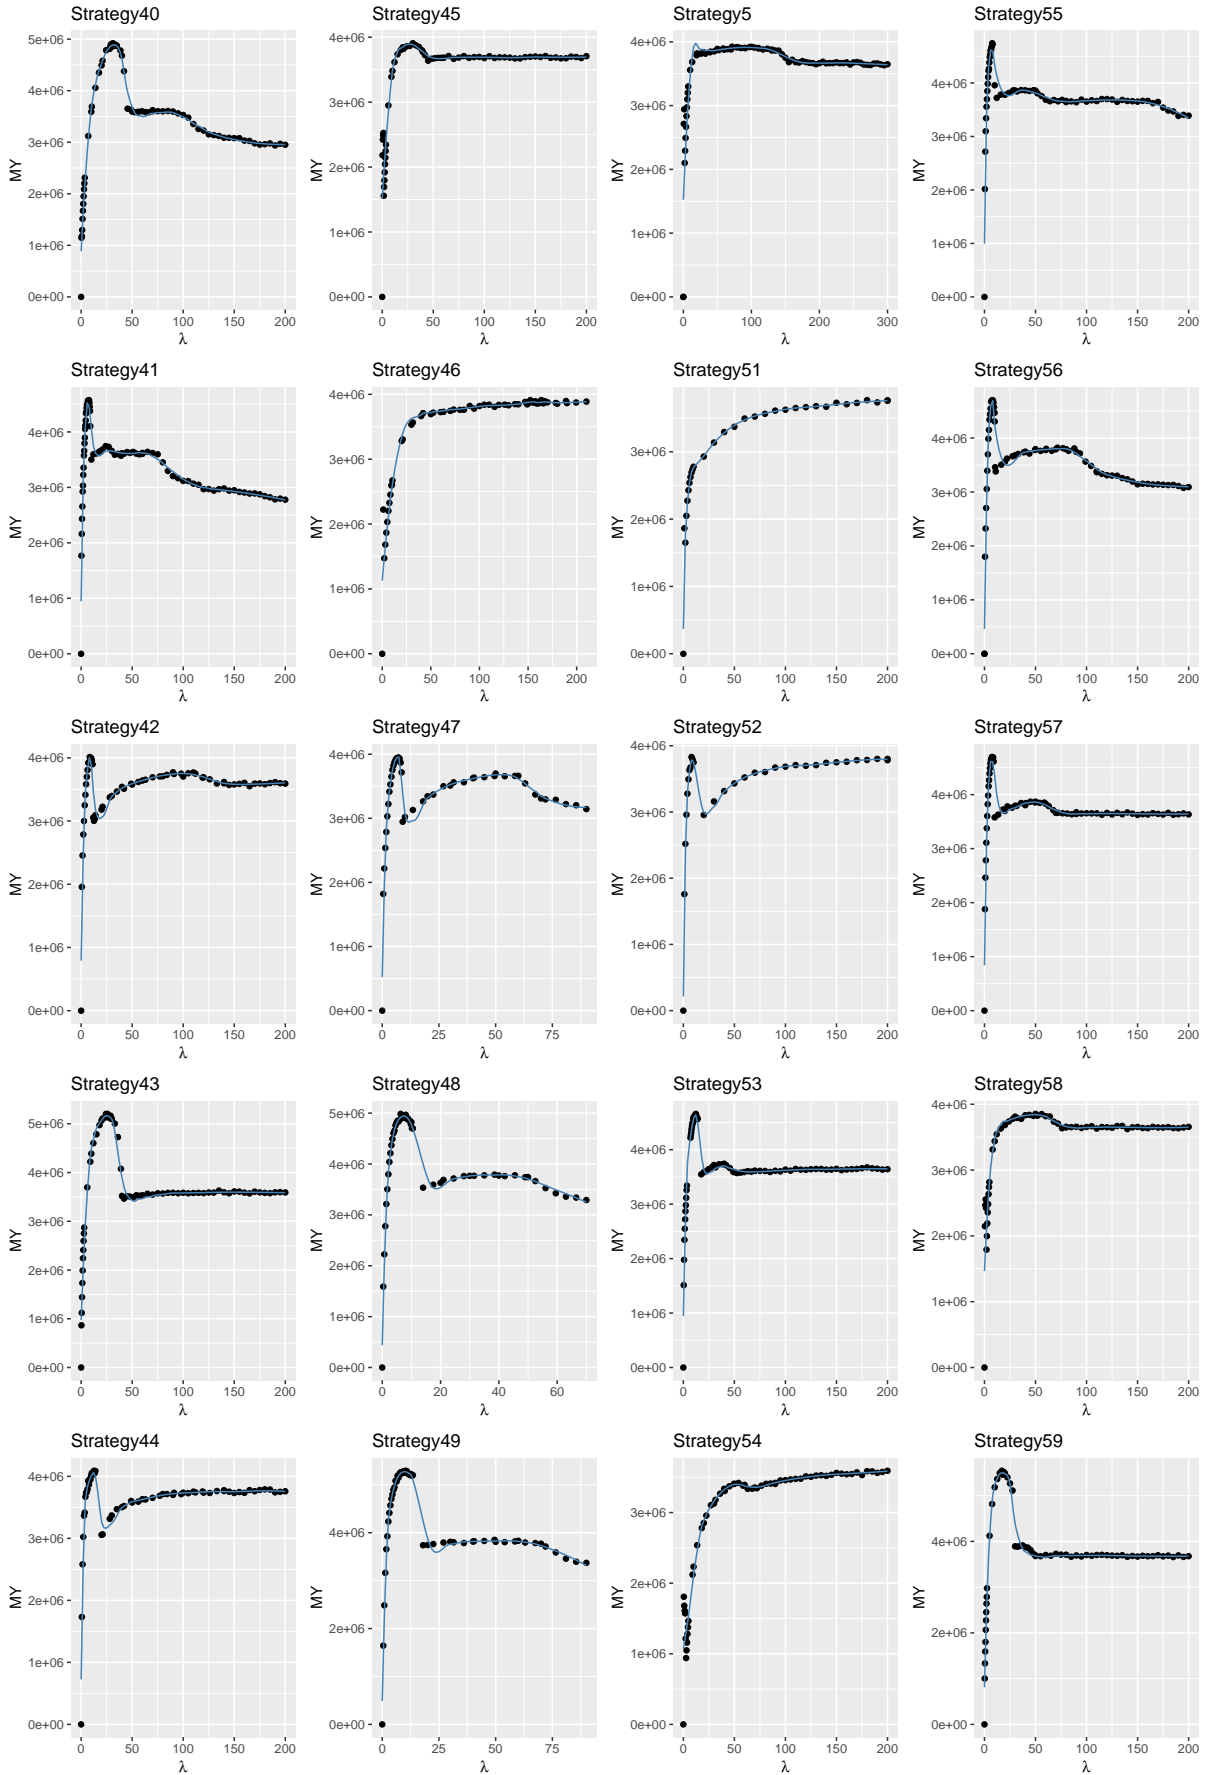 Strategy40
MY
5e+06
4e+06
3e+06
2e+06
1e+06
0e+00
0 50 100 150 200
λ
Strategy45
MY
4e+06
3e+06
2e+06
1e+06
0e+00
0 50 100 150 200
λ
Strategy5
MY
4e+06
3e+06
2e+06
1e+06
0e+00
0 100 200 300
λ
Strategy55
MY
4e+06
3e+06
2e+06
1e+06
0e+00
0 50 100 150 200
λ
Strategy41
MY
4e+06
3e+06
2e+06
1e+06
0e+00
0 50 100 150 200
λ
Strategy46
MY
4e+06
3e+06
2e+06
1e+06
0e+00
0 50 100 150 200
λ
Strategy51
MY
3e+06
2e+06
1e+06
0e+00
0 50 100 150 200
λ
Strategy56
MY
4e+06
3e+06
2e+06
1e+06
0e+00
0 50 100 150 200
λ
Strategy42
MY
4e+06
3e+06
2e+06
1e+06
0e+00
0 50 100 150 200
λ
Strategy47
MY
4e+06
3e+06
2e+06
1e+06
0e+00
0 25 50 75
λ
Strategy52
MY
4e+06
3e+06
2e+06
1e+06
0e+00
0 50 100 150 200
λ
Strategy57
MY
4e+06
3e+06
2e+06
1e+06
0e+00
0 50 100 150 200
λ
Strategy43
MY
5e+06
4e+06
3e+06
2e+06
1e+06
0e+00
0 50 100 150 200
λ
Strategy48
MY
5e+06
4e+06
3e+06
2e+06
1e+06
0e+00
0 20 40 60
λ
Strategy53
MY
4e+06
3e+06
2e+06
1e+06
0e+00
0 50 100 150 200
λ
Strategy58
MY
4e+06
3e+06
2e+06
1e+06
0e+00
0 50 100 150 200
λ
Strategy44
MY
4e+06
3e+06
2e+06
1e+06
0e+00
0 50 100 150 200
λ
Strategy49
MY
4e+06
2e+06
0e+00
0 25 50 75
λ
Strategy54
MY
3e+06
2e+06
1e+06
0e+00
0 50 100 150 200
λ
Strategy59
MY
4e+06
2e+06
0e+00
0 50 100 150 200
λ